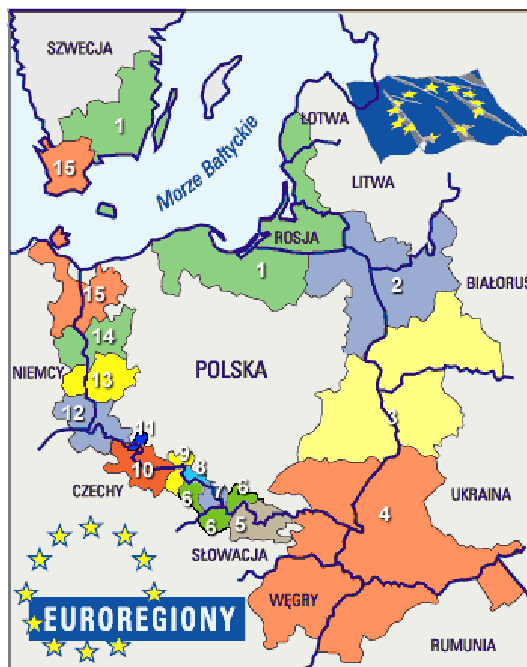 SZWECJA
1
15
Morze Bałtyckie
ŁOTWA
LITWA
ROSJA
1
2
BIAŁORUŚ
15
14
NIEMCY
13
POLSKA
12
11
3
10
9
8
CZECHY
6
6
6
5
4
UKRAINA
SŁOWACJA
WĘGRY
EUROREGIONY
RUMUNIA